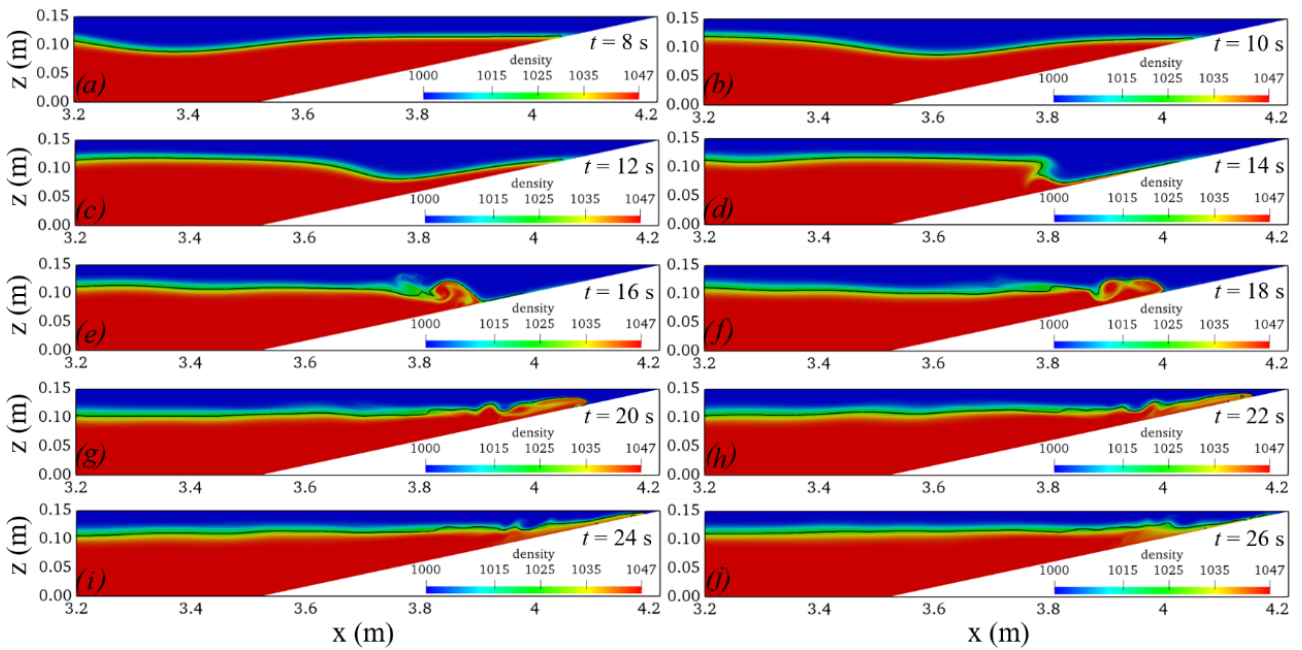 z (m)
0.15
0.10
0.05
0.00
(a)
t = 8 s
density
1000 1015 1025 1035 1047
3.2 3.4 3.6 3.8 4 4.2
0.15
0.10
0.05
0.00
(b)
t = 10 s
density
1000 1015 1025 1035 1047
3.2 3.4 3.6 3.8 4 4.2
z (m)
0.15
0.10
0.05
0.00
(c)
t = 12 s
density
1000 1015 1025 1035 1047
3.2 3.4 3.6 3.8 4 4.2
0.15
0.10
0.05
0.00
(d)
t = 14 s
density
1000 1015 1025 1035 1047
3.2 3.4 3.6 3.8 4 4.2
z (m)
0.15
0.10
0.05
0.00
(e)
t = 16 s
density
1000 1015 1025 1035 1047
3.2 3.4 3.6 3.8 4 4.2
0.15
0.10
0.05
0.00
(f)
t = 18 s
density
1000 1015 1025 1035 1047
3.2 3.4 3.6 3.8 4 4.2
z (m)
0.15
0.10
0.05
0.00
(g)
t = 20 s
density
1000 1015 1025 1035 1047
3.2 3.4 3.6 3.8 4 4.2
0.15
0.10
0.05
0.00
(h)
t = 22 s
density
1000 1015 1025 1035 1047
3.2 3.4 3.6 3.8 4 4.2
z (m)
0.15
0.10
0.05
0.00
(i)
t = 24 s
density
1000 1015 1025 1035 1047
3.2 3.4 3.6 3.8 4 4.2
x (m)
0.15
0.10
0.05
0.00
(j)
t = 26 s
density
1000 1015 1025 1035 1047
3.2 3.4 3.6 3.8 4 4.2
x (m)